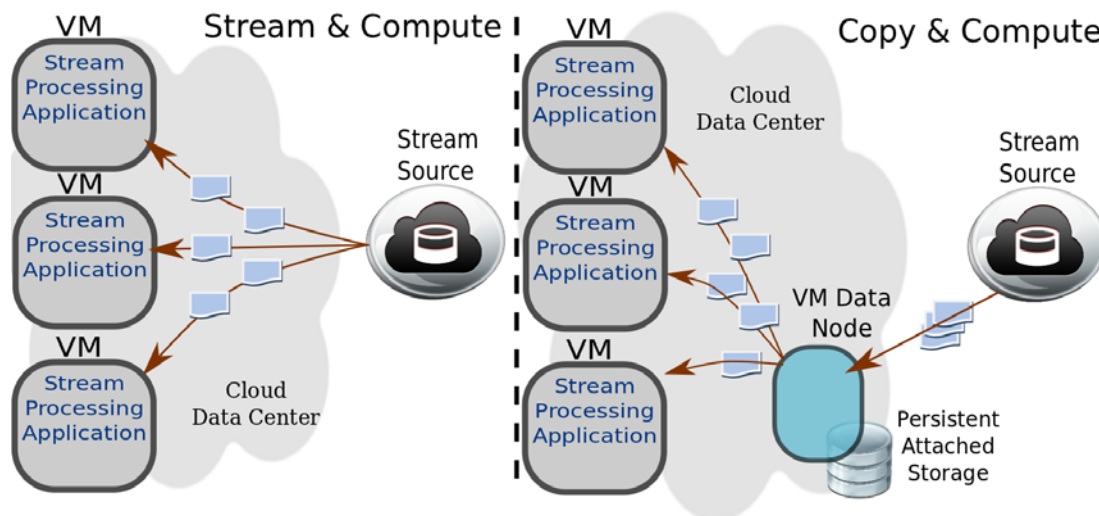 Stream & Compute
VM
Stream
Processing
Application
VM
Stream
Processing
Application
VM
Stream
Processing
Application
Stream
Source
Cloud
Data Center
Copy & Compute
VM
Stream
Processing
Application
VM
Stream
Processing
Application
VM
Stream
Processing
Application
Cloud
Data Center
Stream
Source
VM Data
Node
Persistent
Attached
Storage